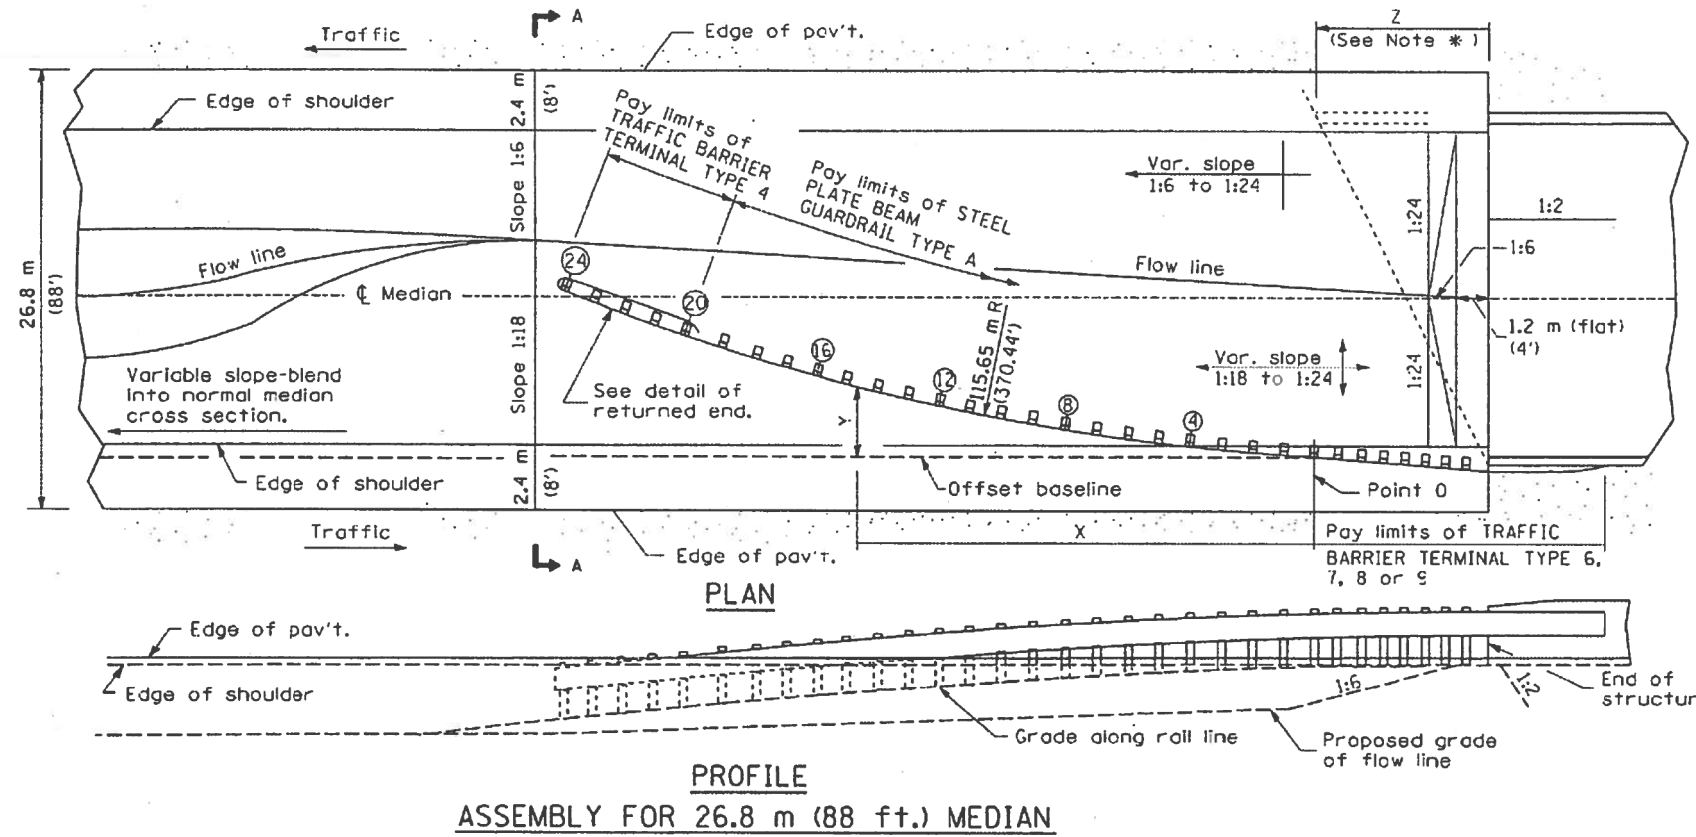 A
Traffic
Edge of pav't.
Z
(See Note * )
Edge of shoulder
2.4 m
(8')
Pay limits of
TRAFFIC BARRIER
TERMINAL TYPE 4
Pay limits of STEEL
PLATE BEAM
GUARDRAIL TYPE A
Var. slope
1:6 to 1:24
Slope 1:6
1:24
1:2
1:6
26.8 m
(88')
Flow line
Flow line
℄ Median
24
20
16
12
8
4
115.65 m R
(370.44')
1.2 m (flat)
(4')
Slope 1:18
Var. slope
1:18 to 1:24
1:24
Variable slope-blend
into normal median
cross section.
See detail of
returned end.
Y
Edge of shoulder
2.4 m
(8')
Offset baseline
Point O
Traffic
A
Edge of pav't.
X
Pay limits of TRAFFIC
BARRIER TERMINAL TYPE 6,
7, 8 or 9
PLAN
Edge of pav't.
Edge of shoulder
1:6
1:2
End of
structur
Grade along rail line
Proposed grade
of flow line
PROFILE
ASSEMBLY FOR 26.8 m (88 ft.) MEDIAN